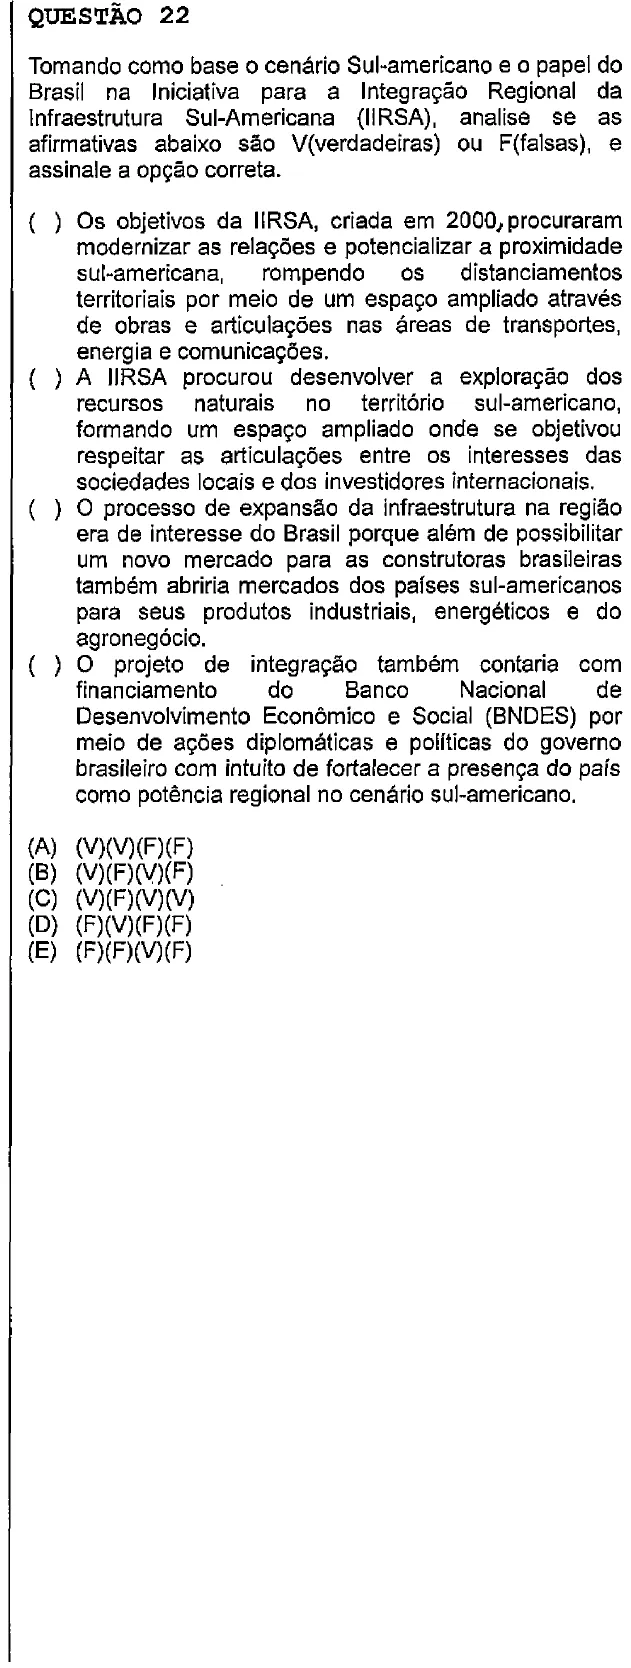 QUESTÃO 22
Tomando como base o cenário Sul-americano e o papel do
Brasil na Iniciativa para a Integração Regional da
Infraestrutura Sul-Americana (IIRSA), analise se as
afirmativas abaixo são V(verdadeiras) ou F(falsas), e
assinale a opção correta.
( ) Os objetivos da IIRSA, criada em 2000, procuraram
modernizar as relações e potencializar a proximidade
sul-americana, rompendo os distanciamentos
territoriais por meio de um espaço ampliado através
de obras e articulações nas áreas de transportes,
energia e comunicações.
( ) A IIRSA procurou desenvolver a exploração dos
recursos naturais no território sul-americano,
formando um espaço ampliado onde se objetivou
respeitar as articulações entre os interesses das
sociedades locais e dos investidores internacionais.
( ) O processo de expansão da infraestrutura na região
era de interesse do Brasil porque além de possibilitar
um novo mercado para as construtoras brasileiras
também abriria mercados dos países sul-americanos
para seus produtos industriais, energéticos e do
agronegócio.
( ) O projeto de integração também contaria com
financiamento do Banco Nacional de
Desenvolvimento Econômico e Social (BNDES) por
meio de ações diplomáticas e políticas do governo
brasileiro com intuito de fortalecer a presença do país
como potência regional no cenário sul-americano.
(A) (V)(V)(F)(F)
(B) (V)(F)(V)(F)
(C) (V)(F)(V)(V)
(D) (F)(V)(F)(F)
(E) (F)(F)(V)(F)